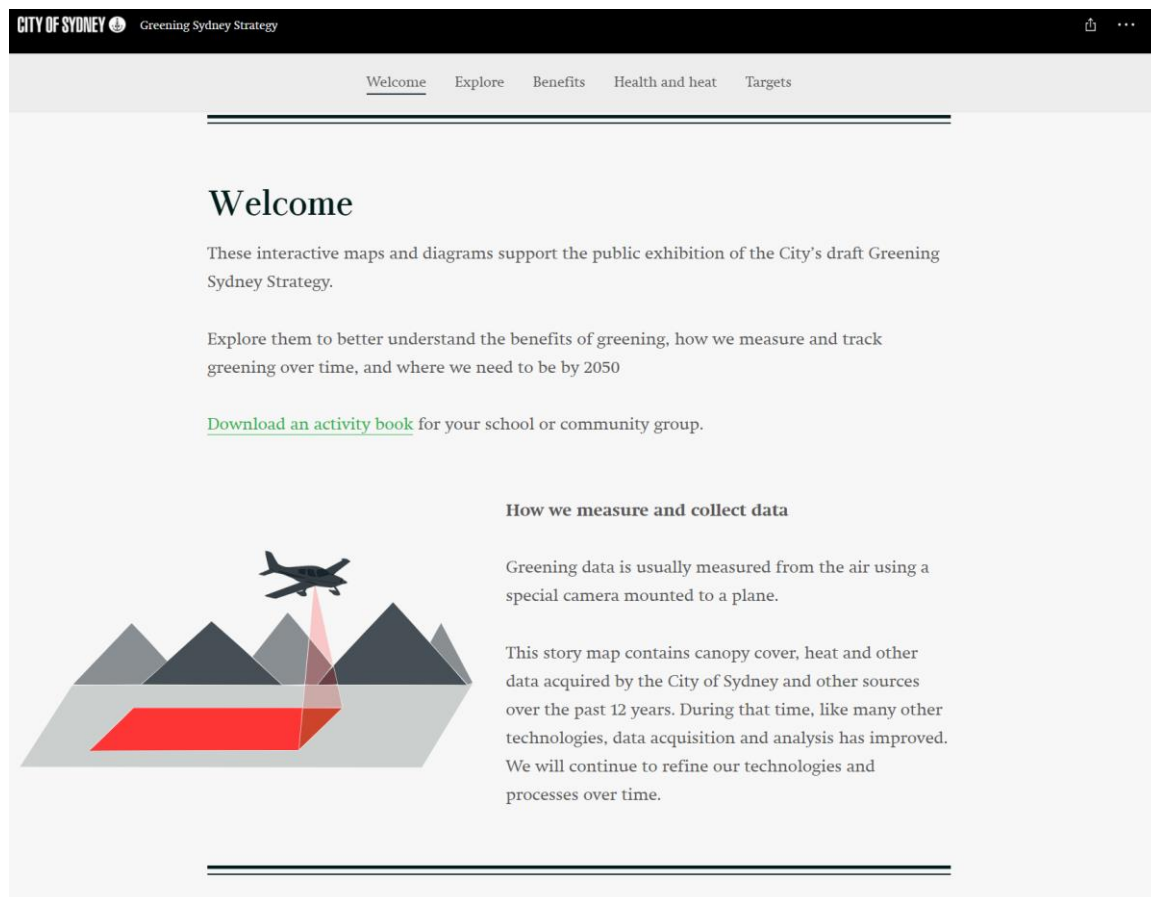 CITY OF SYDNEY Greening Sydney Strategy
Welcome Explore Benefits Health and heat Targets
Welcome
These interactive maps and diagrams support the public exhibition of the City’s draft Greening
Sydney Strategy.
Explore them to better understand the benefits of greening, how we measure and track
greening over time, and where we need to be by 2050
Download an activity book for your school or community group.
How we measure and collect data
Greening data is usually measured from the air using a
special camera mounted to a plane.
This story map contains canopy cover, heat and other
data acquired by the City of Sydney and other sources
over the past 12 years. During that time, like many other
technologies, data acquisition and analysis has improved.
We will continue to refine our technologies and
processes over time.